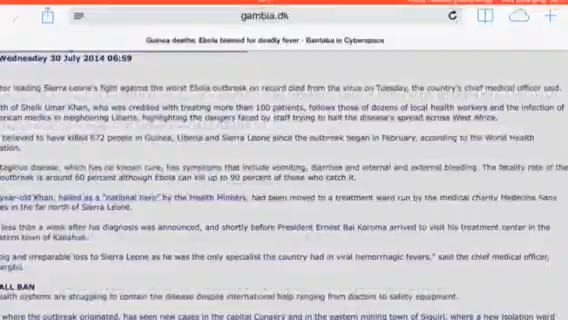 gambia.dk
Guinea deaths: Ebola blamed for deadly fever - Bantaba in Cyberspace
Wednesday 30 July 2014 06:59
tor leading Sierra Leone's fight against the worst Ebola outbreak on record died from the virus on Tuesday, the country's chief medical officer said.
th of Sheik Umar Khan, who was credited with treating more than 100 patients, follows those of dozens of local health workers and the infection of
erican medics in neighboring Liberia, highlighting the dangers faced by staff trying to halt the disease's spread across West Africa.
believed to have killed 672 people in Guinea, Liberia and Sierra Leone since the outbreak began in February, according to the World Health
ation.
tagious disease, which has no known cure, has symptoms that include vomiting, diarrhea and internal and external bleeding. The fatality rate of the
outbreak is around 60 percent although Ebola can kill up to 90 percent of those who catch it.
year-old Khan, hailed as a "national hero" by the Health Ministry, had been moved to a treatment ward run by the medical charity Medecins Sans
es in the far north of Sierra Leone.
less than a week after his diagnosis was announced, and shortly before President Ernest Bai Koroma arrived to visit his treatment center in the
stern town of Kailahun.
big and irreparable loss to Sierra Leone as he was the only specialist the country had in viral hemorrhagic fevers," said the chief medical officer,
argbo.
ALL BAN
ealth systems are struggling to contain the disease despite international help ranging from doctors to safety equipment.
where the outbreak originated, has seen new cases in the capital Conakry and in the eastern mining town of Siguiri, where a new isolation ward